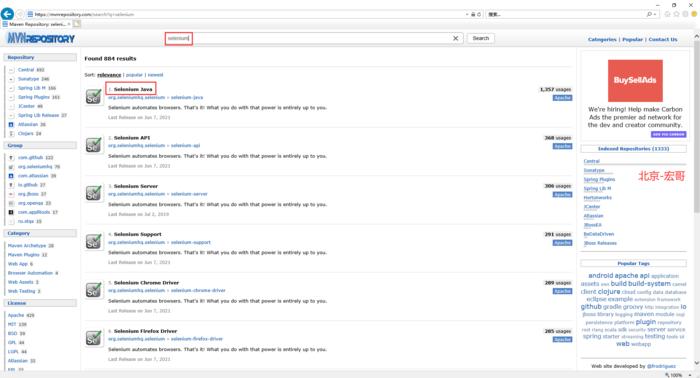 https://mvnrepository.com/search?q=selenium
搜索...
Maven Repository: seleni...
MVNREPOSITORY
selenium
Search
Categories | Popular | Contact Us
Repository
Central 692
Sonatype 246
Spring Lib M 166
Spring Plugins 161
JCenter 40
Spring Lib Release 27
Atlassian 26
Clojars 24
Group
com.github 122
org.seleniumhq 76
com.atlassian 39
io.github 27
org.jboss 27
org.openqa 23
com.applitools 17
ru.stqa 15
Category
Maven Archetype 28
Maven Plugins 12
Web App 6
Browser Automation 4
Web Assets 2
Web Testing 2
License
Apache 429
MIT 139
BSD 39
GPL 44
LGPL 44
Atlassian 33
EPL 31
Found 884 results
Sort: relevance | popular | newest
1. Selenium Java
1,357 usages
org.seleniumhq.selenium » selenium-java
Apache
Selenium automates browsers. That's it! What you do with that power is entirely up to you.
Last Release on Jun 7, 2021
2. Selenium API
368 usages
org.seleniumhq.selenium » selenium-api
Apache
Selenium automates browsers. That's it! What you do with that power is entirely up to you.
Last Release on Jun 7, 2021
3. Selenium Server
306 usages
org.seleniumhq.selenium » selenium-server
Apache
Selenium automates browsers. That's it! What you do with that power is entirely up to you.
Last Release on Jul 2, 2019
4. Selenium Support
291 usages
org.seleniumhq.selenium » selenium-support
Apache
Selenium automates browsers. That's it! What you do with that power is entirely up to you.
Last Release on Jun 7, 2021
5. Selenium Chrome Driver
289 usages
org.seleniumhq.selenium » selenium-chrome-driver
Apache
Selenium automates browsers. That's it! What you do with that power is entirely up to you.
Last Release on Jun 7, 2021
6. Selenium Firefox Driver
285 usages
org.seleniumhq.selenium » selenium-firefox-driver
Apache
Selenium automates browsers. That's it! What you do with that power is entirely up to you.
Last Release on Jun 7, 2021
BuySellAds
We're hiring! Help make Carbon
Ads the premier ad network for
the dev and creator community.
ADS VIA CARBON
Indexed Repositories (1333)
Central
Sonatype
Spring Plugins
Spring Lib M
Hortonworks
JCenter
Atlassian
JBossEA
BeDataDriven
JBoss Releases
北京-宏哥
Popular Tags
android apache api application
assets aws build build-system camel
client clojure cloud config data database
eclipse example extension framework
github gradle groovy http integration io
jboss library logging maven module osgi
persistence platform plugin repository
rest rlang scala sdk security server service
spring starter streaming testing tools ui
web webapp
Web site developed by @frodriguez
100%